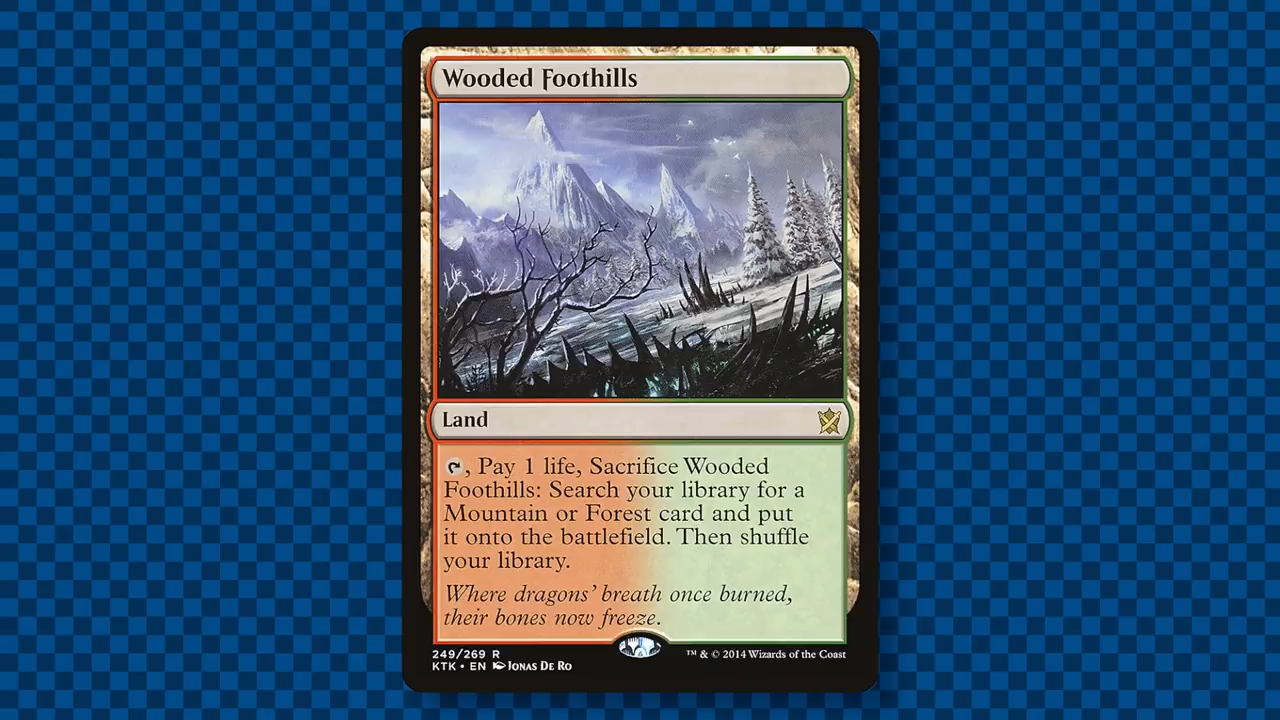 Wooded Foothills
Land
, Pay 1 life, Sacrifice Wooded
Foothills: Search your library for a
Mountain or Forest card and put
it onto the battlefield. Then shuffle
your library.
Where dragons’ breath once burned,
their bones now freeze.
249/269 R
KTK • EN Jonas De Ro
™ & © 2014 Wizards of the Coast